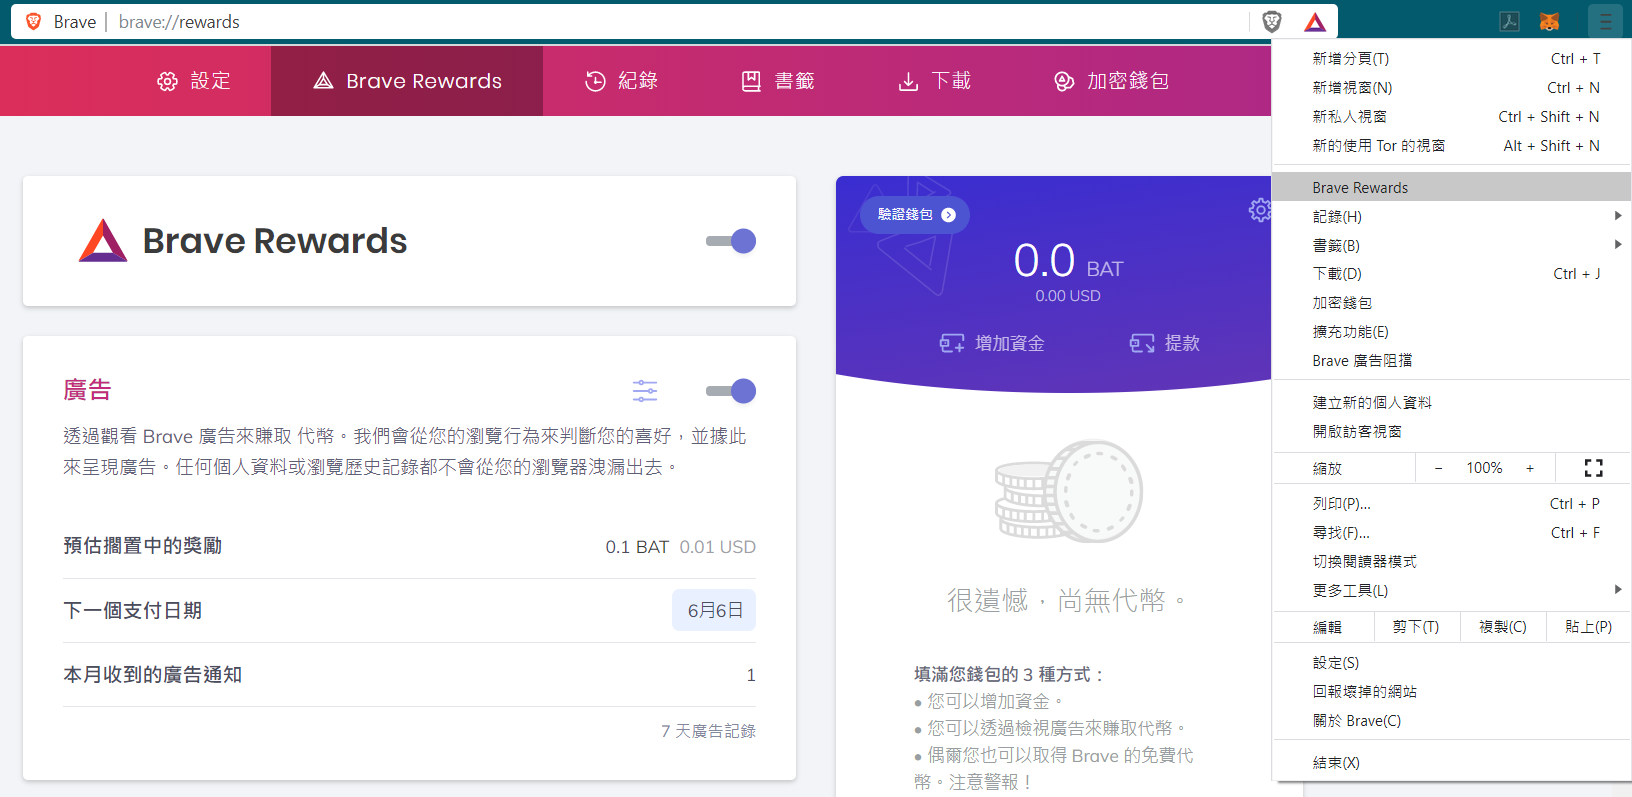 Brave | brave://rewards
設定
Brave Rewards
紀錄
書籤
下載
加密錢包
Brave Rewards
廣告
透過觀看 Brave 廣告來賺取 代幣。我們會從您的瀏覽行為來判斷您的喜好，並據此
來呈現廣告。任何個人資料或瀏覽歷史記錄都不會從您的瀏覽器洩漏出去。
預估擱置中的獎勵 0.1 BAT 0.01 USD
下一個支付日期 6月6日
本月收到的廣告通知 1
7 天廣告記錄
驗證錢包
0.0 BAT
0.00 USD
增加資金
提款
很遺憾，尚無代幣。
填滿您錢包的 3 種方式：
• 您可以增加資金。
• 您可以透過檢視廣告來賺取代幣。
• 偶爾您也可以取得 Brave 的免費代
幣。注意警報！
新增分頁(T) Ctrl + T
新增視窗(N) Ctrl + N
新私人視窗 Ctrl + Shift + N
新的使用 Tor 的視窗 Alt + Shift + N
Brave Rewards
記錄(H)
書籤(B)
下載(D) Ctrl + J
加密錢包
擴充功能(E)
Brave 廣告阻擋
建立新的個人資料
開啟訪客視窗
縮放 − 100% +
列印(P)... Ctrl + P
尋找(F)... Ctrl + F
切換閱讀器模式
更多工具(L)
編輯 剪下(T) 複製(C) 貼上(P)
設定(S)
回報壞掉的網站
關於 Brave(C)
結束(X)